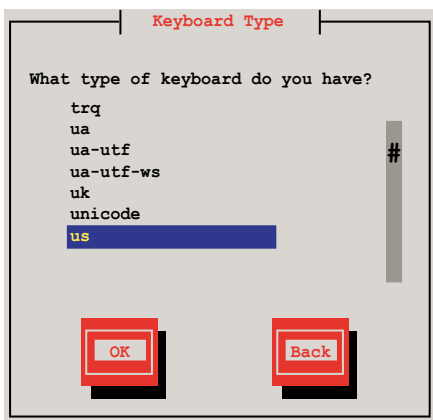 Keyboard Type
What type of keyboard do you have?
trq
ua
ua-utf
#
ua-utf-ws
uk
unicode
us
OK Back